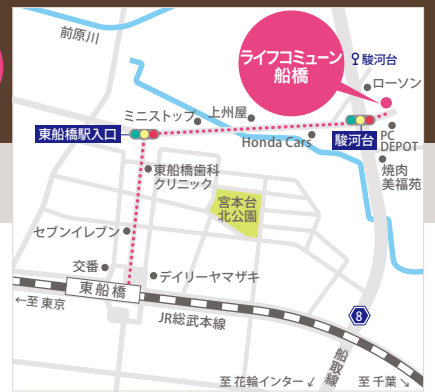 前原川
ライフコミューン
船橋
駿河台
ローソン
ミニストップ
上州屋
東船橋駅入口
Honda Cars
駿河台
PC
DEPOT
焼肉
美福苑
東船橋歯科
クリニック
宮本台
北公園
セブンイレブン
交番
デイリーヤマザキ
東船橋
←至 東京
JR総武本線
8
船取線
至 花輪インター↙
至 千葉↘